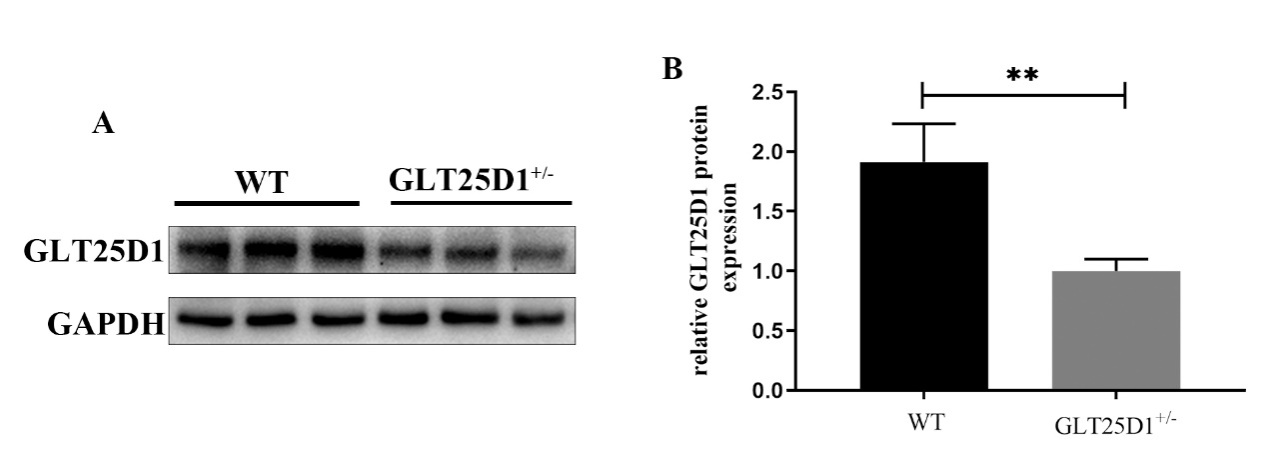 A
WT
GLT25D1+/-
GLT25D1
GAPDH
B
**
relative GLT25D1 protein
expression
2.5
2.0
1.5
1.0
0.5
0.0
WT
GLT25D1+/-